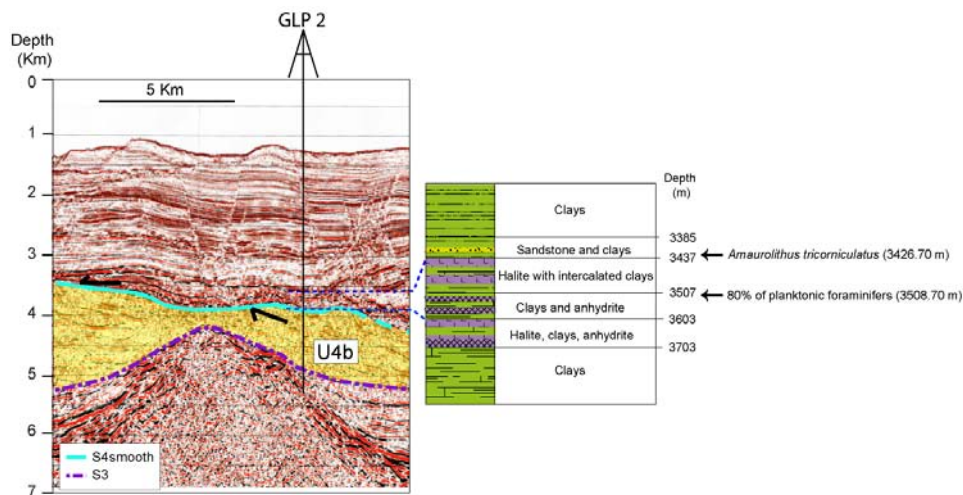 GLP 2
Depth
(Km)
0
5 Km
1
2
3
4
5
6
7
U4b
S4smooth
S3
Depth
(m)
Clays
3385
Sandstone and clays
3437
Amaurolithus tricorniculatus (3426.70 m)
Halite with intercalated clays
3507
80% of planktonic foraminifers (3508.70 m)
Clays and anhydrite
3603
Halite, clays, anhydrite
3703
Clays